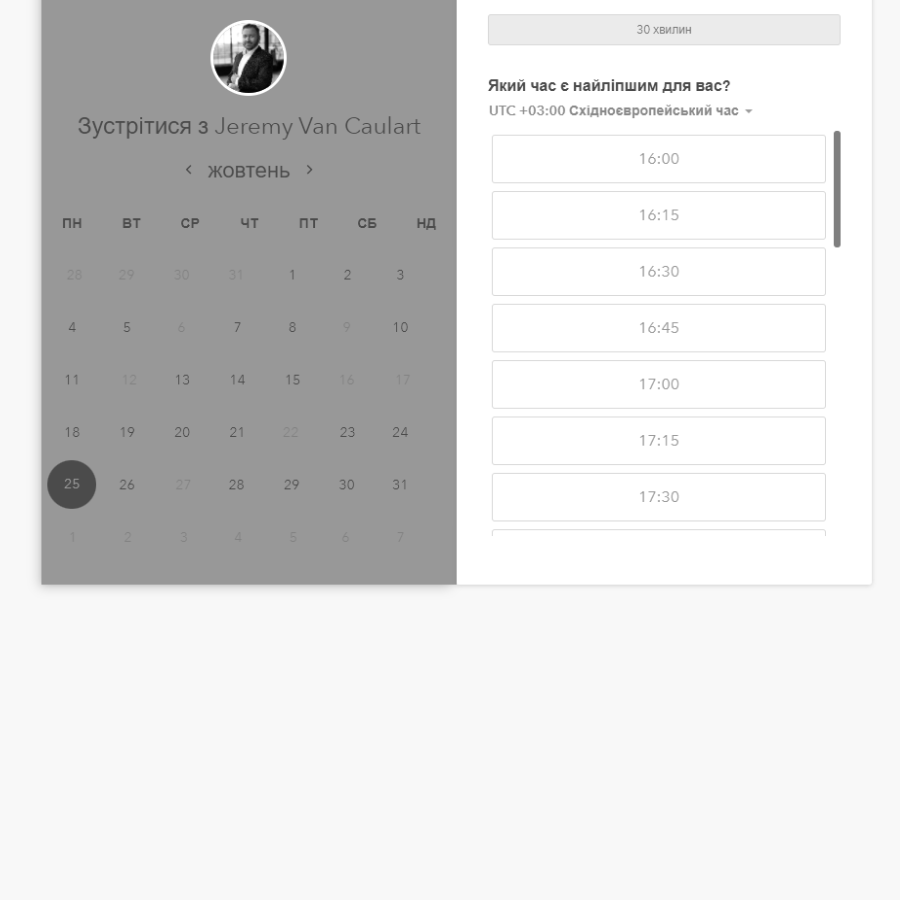 Зустрітися з Jeremy Van Caulart
жовтень
ПН ВТ СР ЧТ ПТ СБ НД
28 29 30 31 1 2 3
4 5 6 7 8 9 10
11 12 13 14 15 16 17
18 19 20 21 22 23 24
25 26 27 28 29 30 31
1 2 3 4 5 6 7
30 хвилин
Який час є найліпшим для вас?
UTC +03:00 Східноєвропейський час
16:00
16:15
16:30
16:45
17:00
17:15
17:30